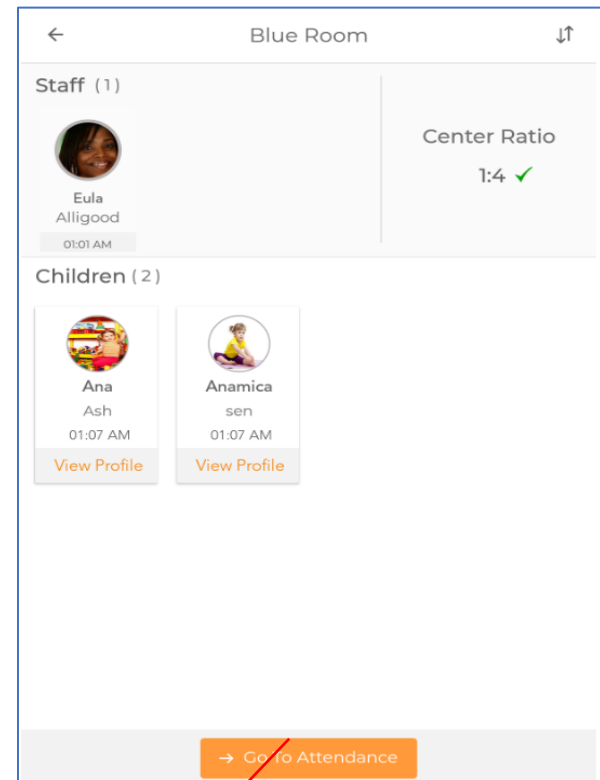 Blue Room
Staff (1)
Center Ratio
1:4
Eula
Alligood
01:01 AM
Children (2)
Ana
Ash
01:07 AM
View Profile
Anamica
sen
01:07 AM
View Profile
Go To Attendance